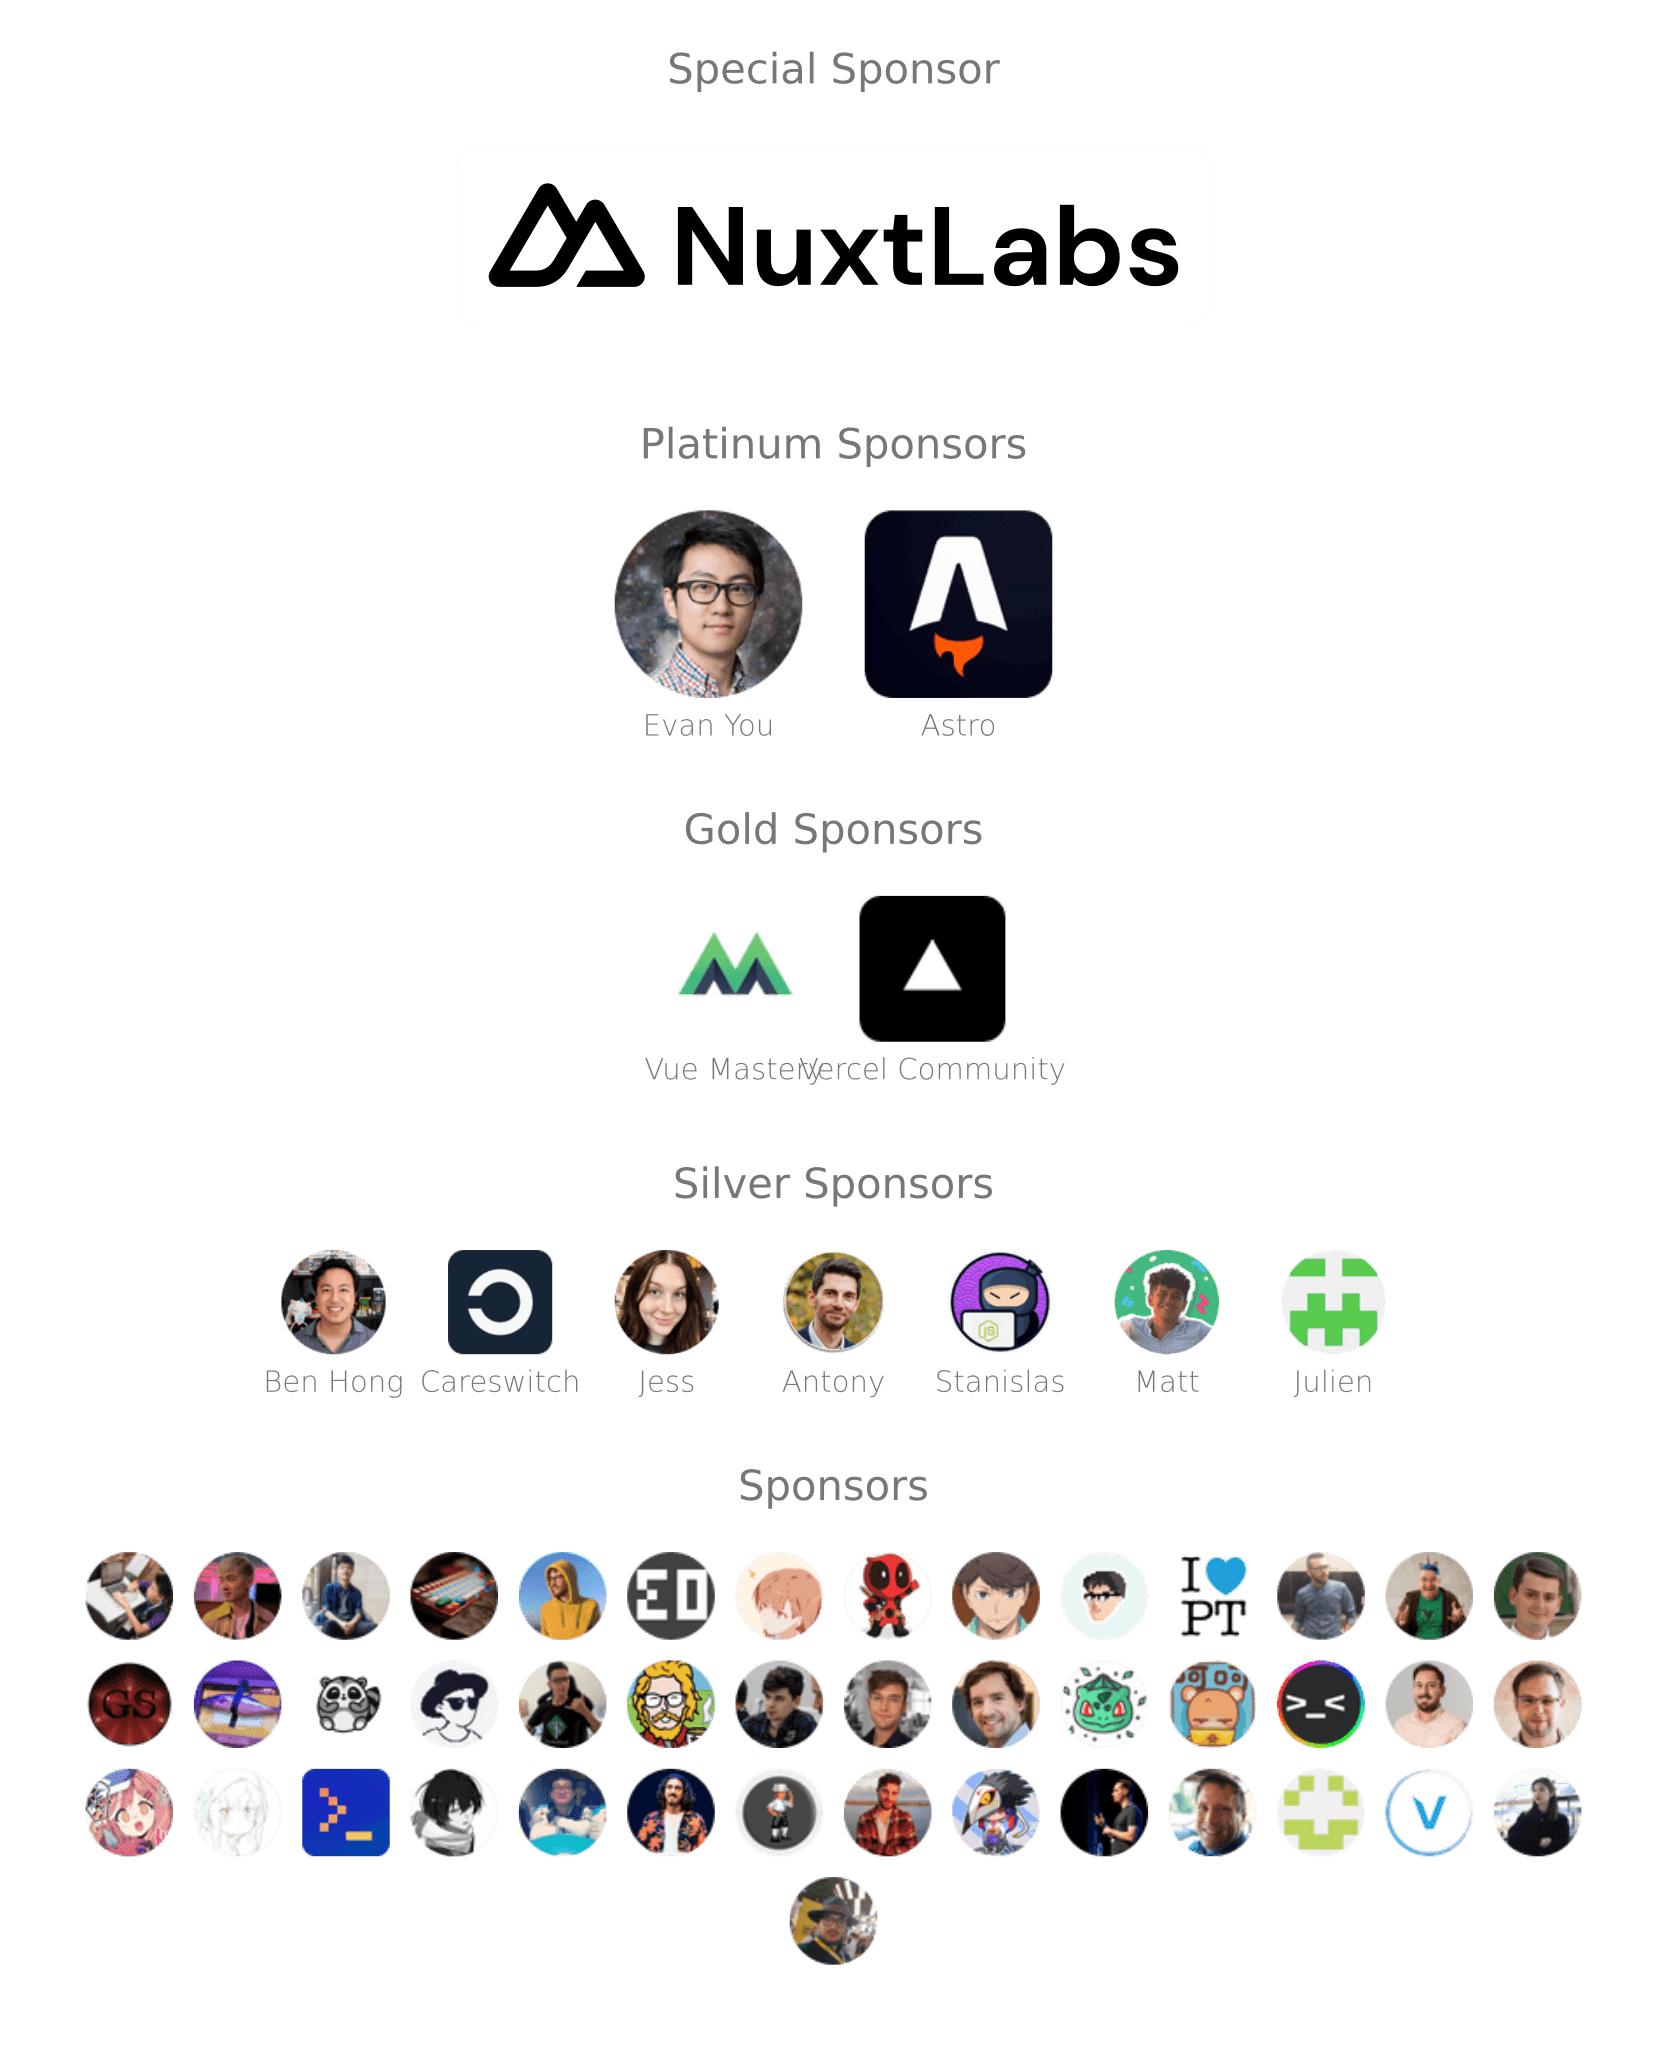 Special Sponsor
NuxtLabs
Platinum Sponsors
Evan You
Astro
Gold Sponsors
Vue Mastery
Vercel Community
Silver Sponsors
JS
Ben Hong
Careswitch
Jess
Antony
Stanislas
Matt
Julien
Sponsors
I
PT
GS
>_<
V